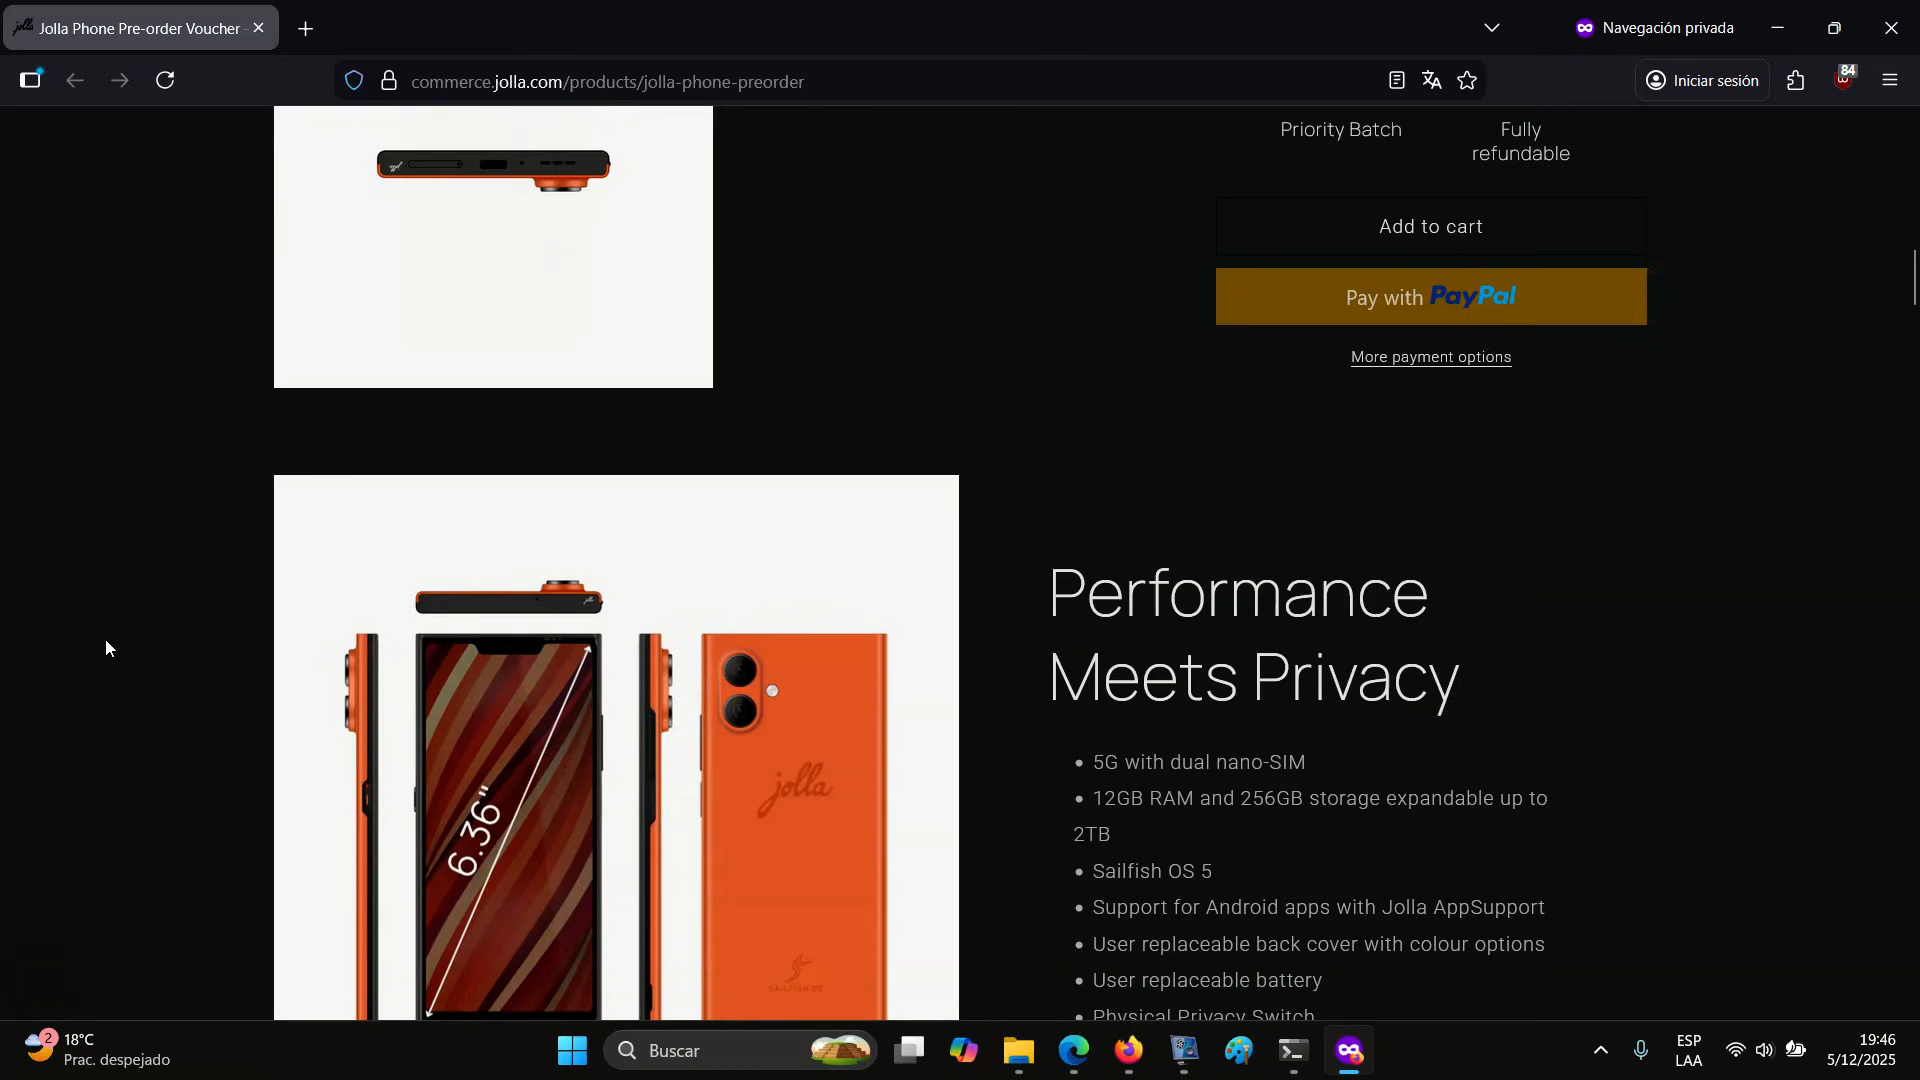 Jolla Phone Pre-order Voucher -
Navegación privada
commerce.jolla.com/products/jolla-phone-preorder
Iniciar sesión
84
Priority Batch
Fully
refundable
Add to cart
Pay with PayPal
More payment options
Performance
Meets Privacy
• 5G with dual nano-SIM
• 12GB RAM and 256GB storage expandable up to
2TB
• Sailfish OS 5
• Support for Android apps with Jolla AppSupport
• User replaceable back cover with colour options
• User replaceable battery
• Physical Privacy Switch
6.36"
jolla
SAILFISH OS
2
18°C
Prac. despejado
Buscar
ESP
LAA
19:46
5/12/2025